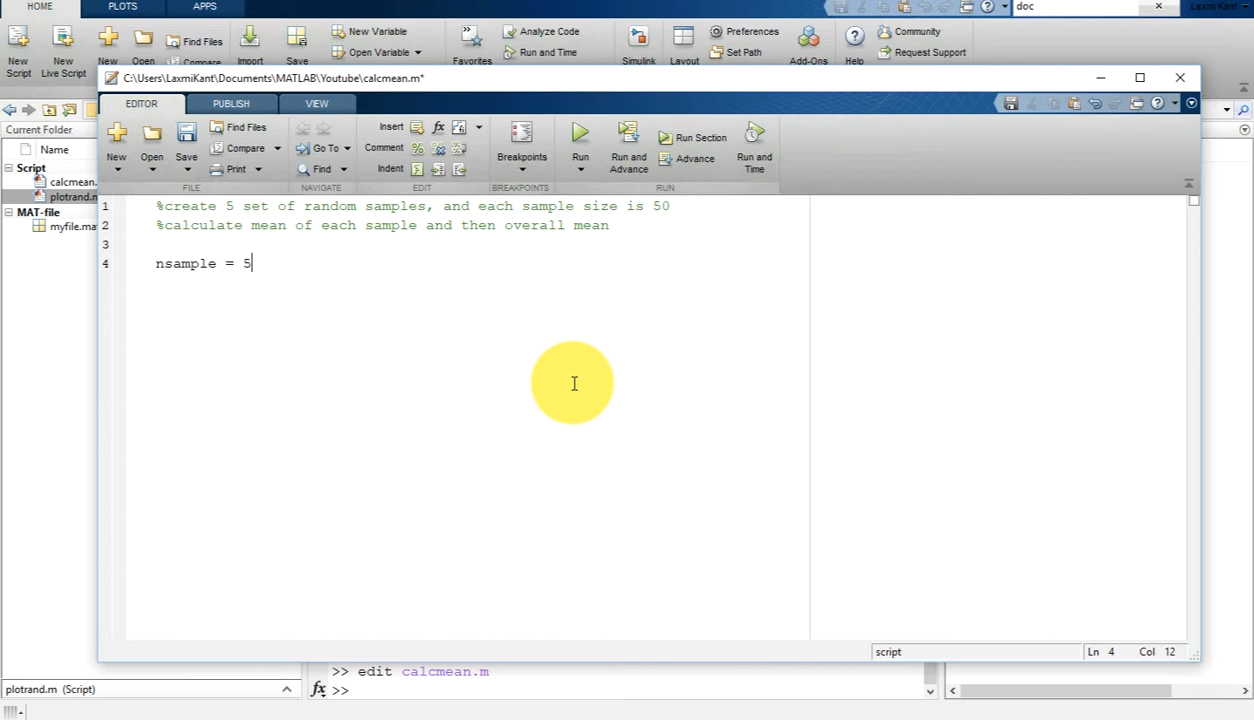 HOME PLOTS APPS doc Laxmi Kant
New Variable Analyze Code Preferences Community
Find Files
Open Variable Run and Time Set Path Request Support
New Script New Live Script New Open Compare Import Save Favorites Simulink Layout Add-Ons Help
C:\Users\LaxmiKant\Documents\MATLAB\Youtube\calcmean.m*
EDITOR PUBLISH VIEW
Find Files Insert fx
Compare Go To Comment Run Section
New Open Save Breakpoints Run Run and Advance Advance Run and Time
Print Find Indent
FILE NAVIGATE EDIT BREAKPOINTS RUN
Current Folder
Name
Script
calcmean.
plotrand.m
MAT-file
myfile.ma
1 %create 5 set of random samples, and each sample size is 50
2 %calculate mean of each sample and then overall mean
3
4 nsample = 5
script Ln 4 Col 12
>> edit calcmean.m
fx >>
plotrand.m (Script)